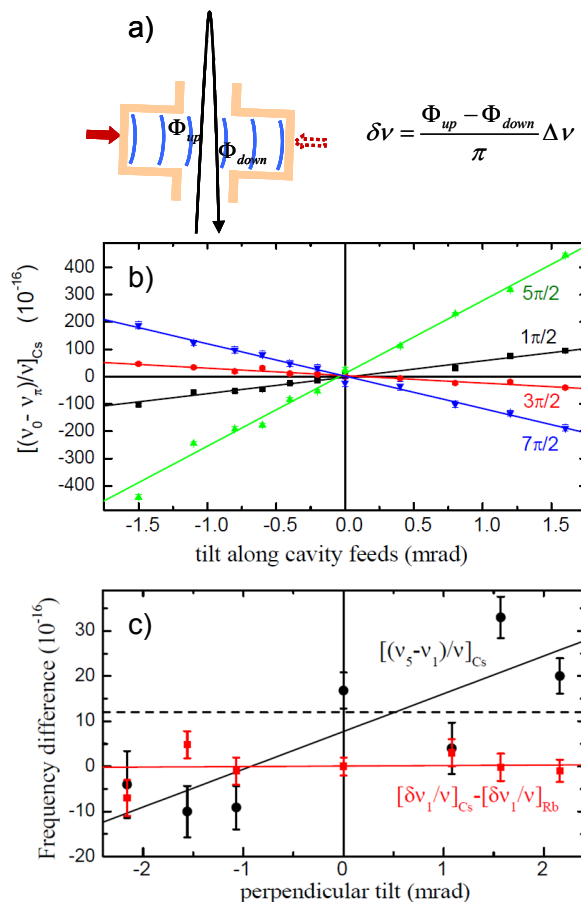 a)
Φup
Φdown
δν = (Φup − Φdown)/π Δν
b)
[(ν0- νπ)/ν]Cs (10-16)
400
300
200
100
0
-100
-200
-300
-400
5π/2
1π/2
3π/2
7π/2
-1.5 -1.0 -0.5 0.0 0.5 1.0 1.5
tilt along cavity feeds (mrad)
c)
Frequency difference (10-16)
30
20
10
0
-10
-20
[(ν5-ν1)/ν]Cs
[δν1/ν]Cs-[δν1/ν]Rb
-2 -1 0 1 2
perpendicular tilt (mrad)